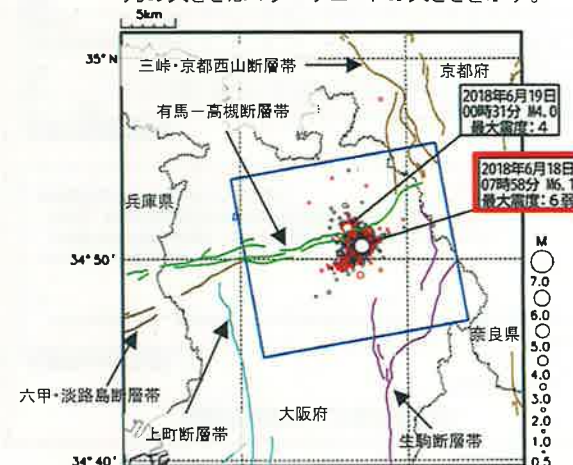 5km
35°N
三峠・京都西山断層帯
京都府
2018年6月19日
00時31分 M4.0
最大震度:4
有馬ー高槻断層帯
2018年6月18日
07時58分 M6.1
最大震度:6弱
兵庫県
34°50'
M
7.0
6.0
5.0
4.0
3.0
2.0
1.0
0.5
奈良県
六甲・淡路島断層帯
上町断層帯
大阪府
生駒断層帯
34°40'